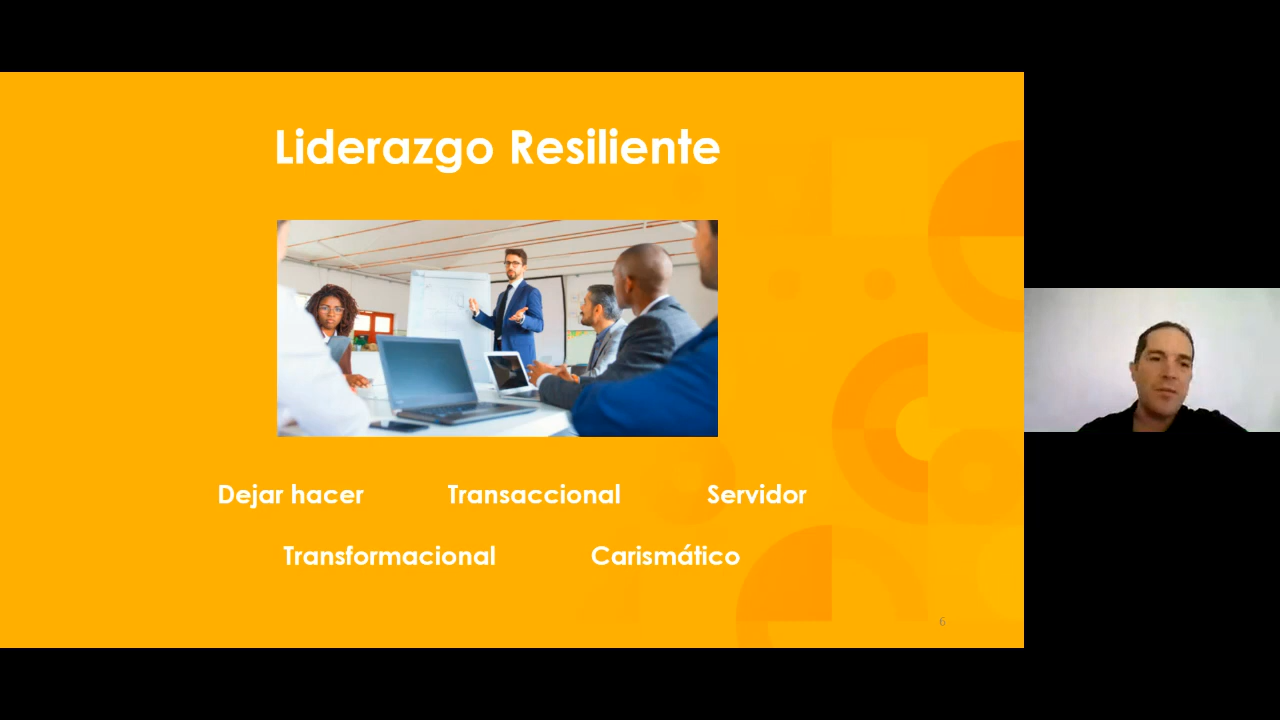 Liderazgo Resiliente
Dejar hacer Transaccional Servidor
Transformacional Carismático
6